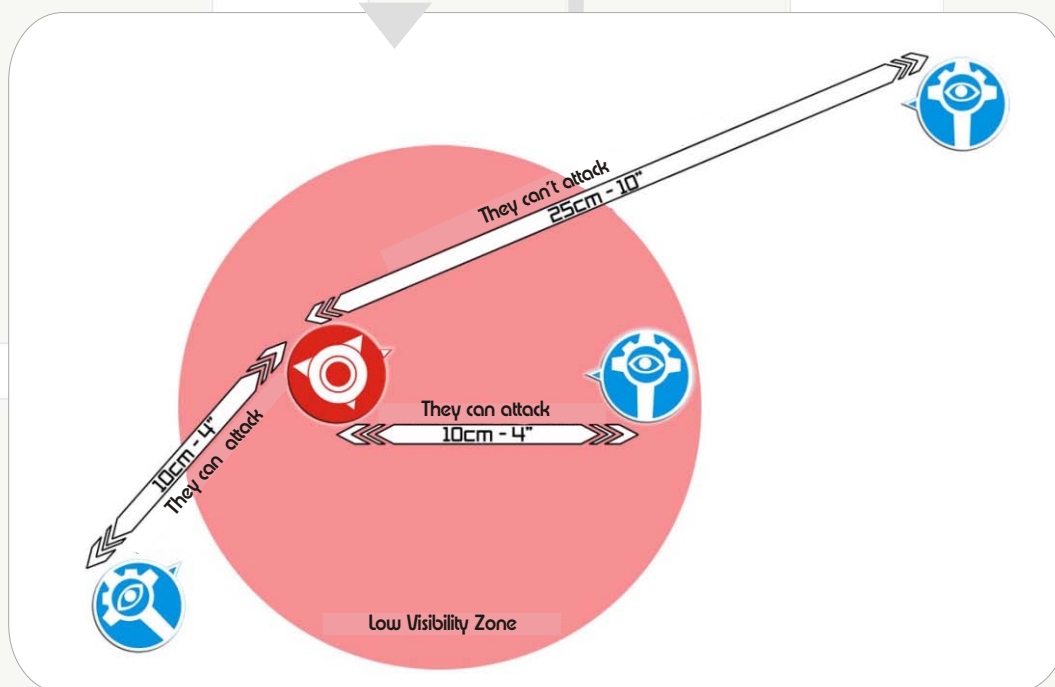 They can't attack
25cm - 10"
They can attack
10cm - 4"
10cm - 4"
They can attack
Low Visibility Zone